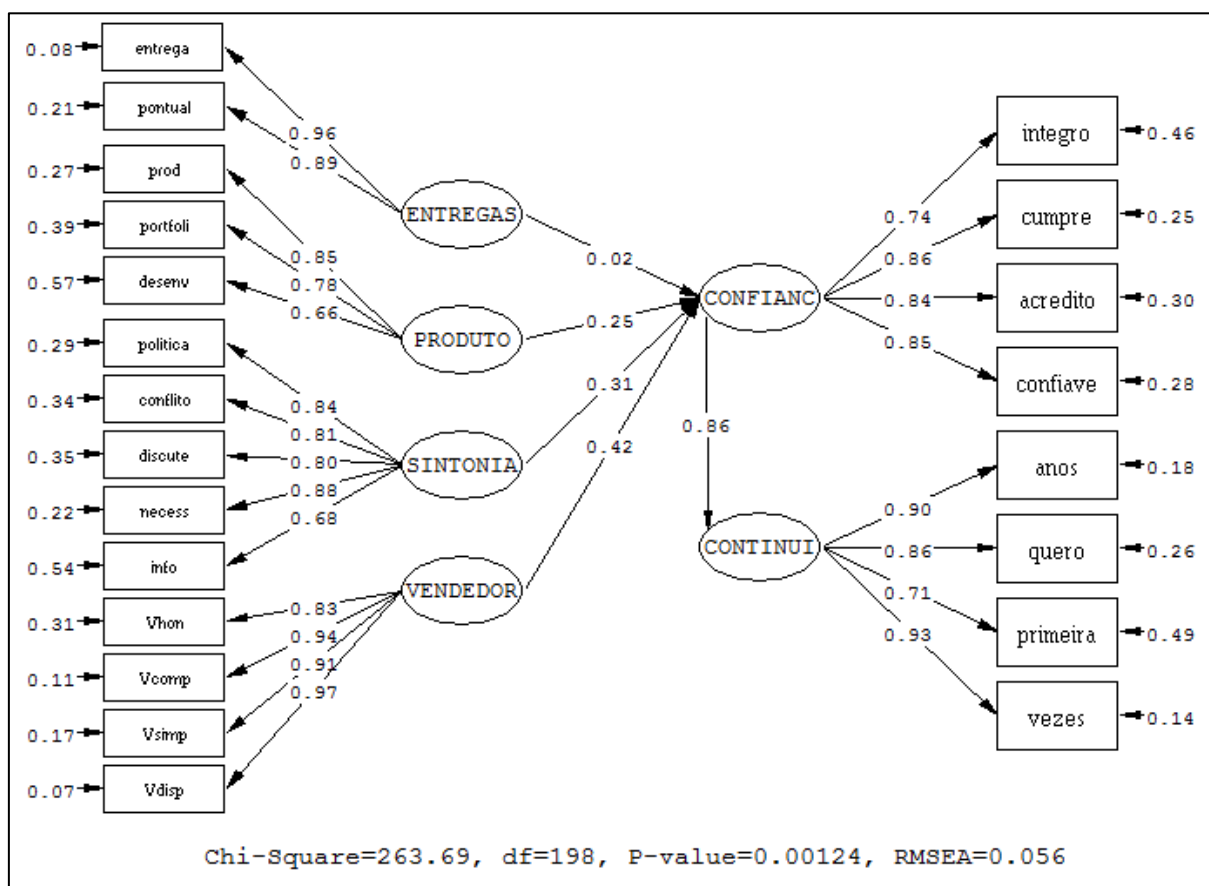 0.08 entrega
0.21 pontual
0.27 prod
0.39 portfoli
0.57 desenv
0.29 politica
0.34 conflito
0.35 discute
0.22 necess
0.54 info
0.31 Vhon
0.11 Vcomp
0.17 Vsimp
0.07 Vdisp
0.96
0.89
0.85
0.78
0.66
0.84
0.81
0.80
0.88
0.68
0.83
0.94
0.91
0.97
ENTREGAS
PRODUTO
SINTONIA
VENDEDOR
0.02
0.25
0.31
0.42
CONFIANC
0.86
CONTINUI
0.74
0.86
0.84
0.85
0.90
0.86
0.71
0.93
integro 0.46
cumpre 0.25
acredito 0.30
confiave 0.28
anos 0.18
quero 0.26
primeira 0.49
vezes 0.14
Chi-Square=263.69, df=198, P-value=0.00124, RMSEA=0.056